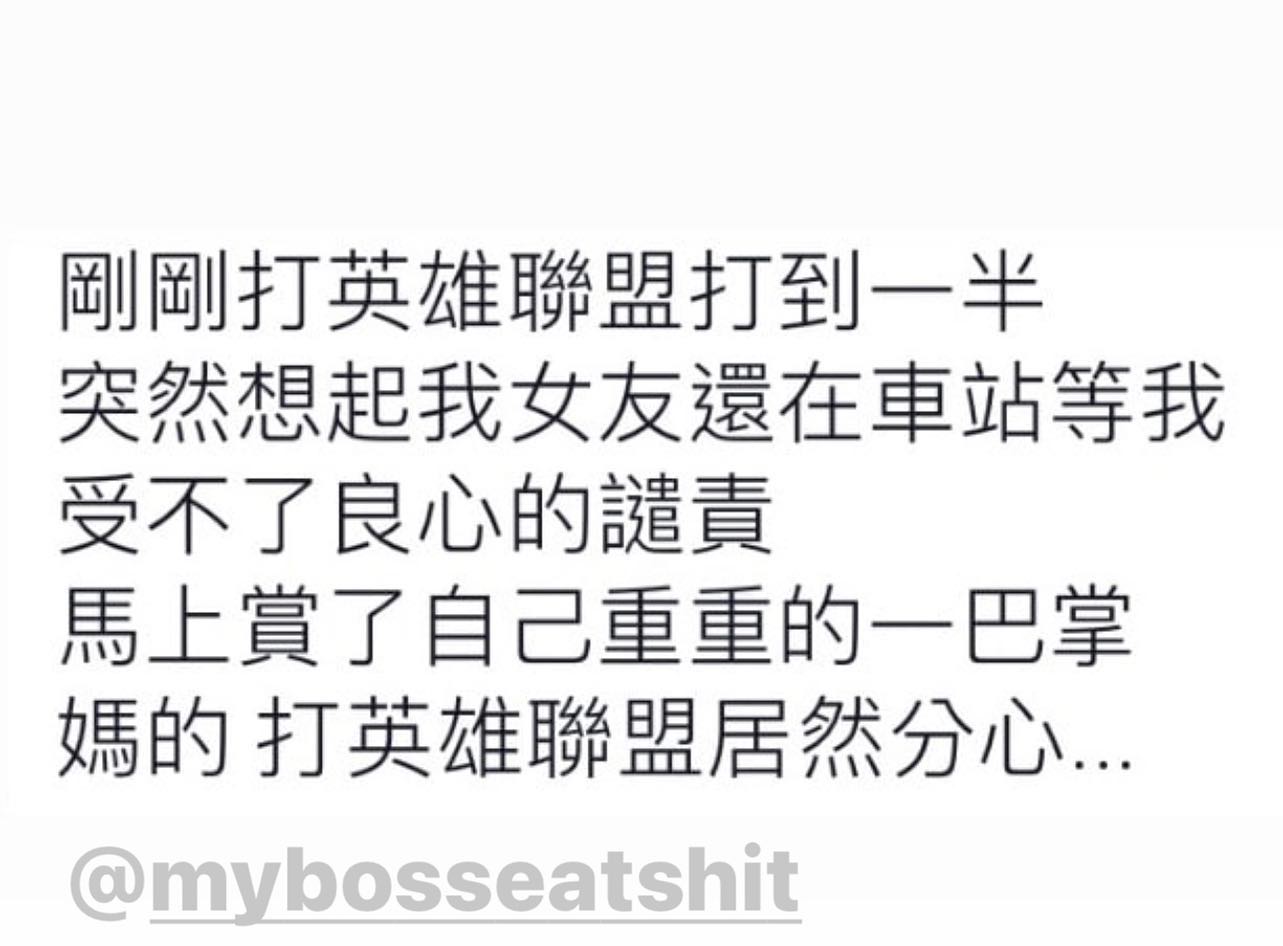 剛剛打英雄聯盟打到一半
突然想起我女友還在車站等我
受不了良心的譴責
馬上賞了自己重重的一巴掌
媽的 打英雄聯盟居然分心...
@mybosseatshit